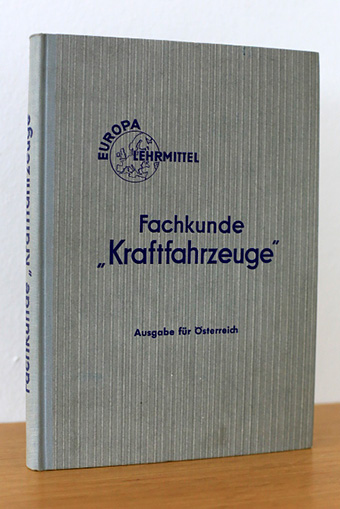 EUROPA
LEHRMITTEL
Fachkunde
„Kraftfahrzeuge“
Ausgabe für Österreich
Fachkunde „Kraftfahrzeuge“